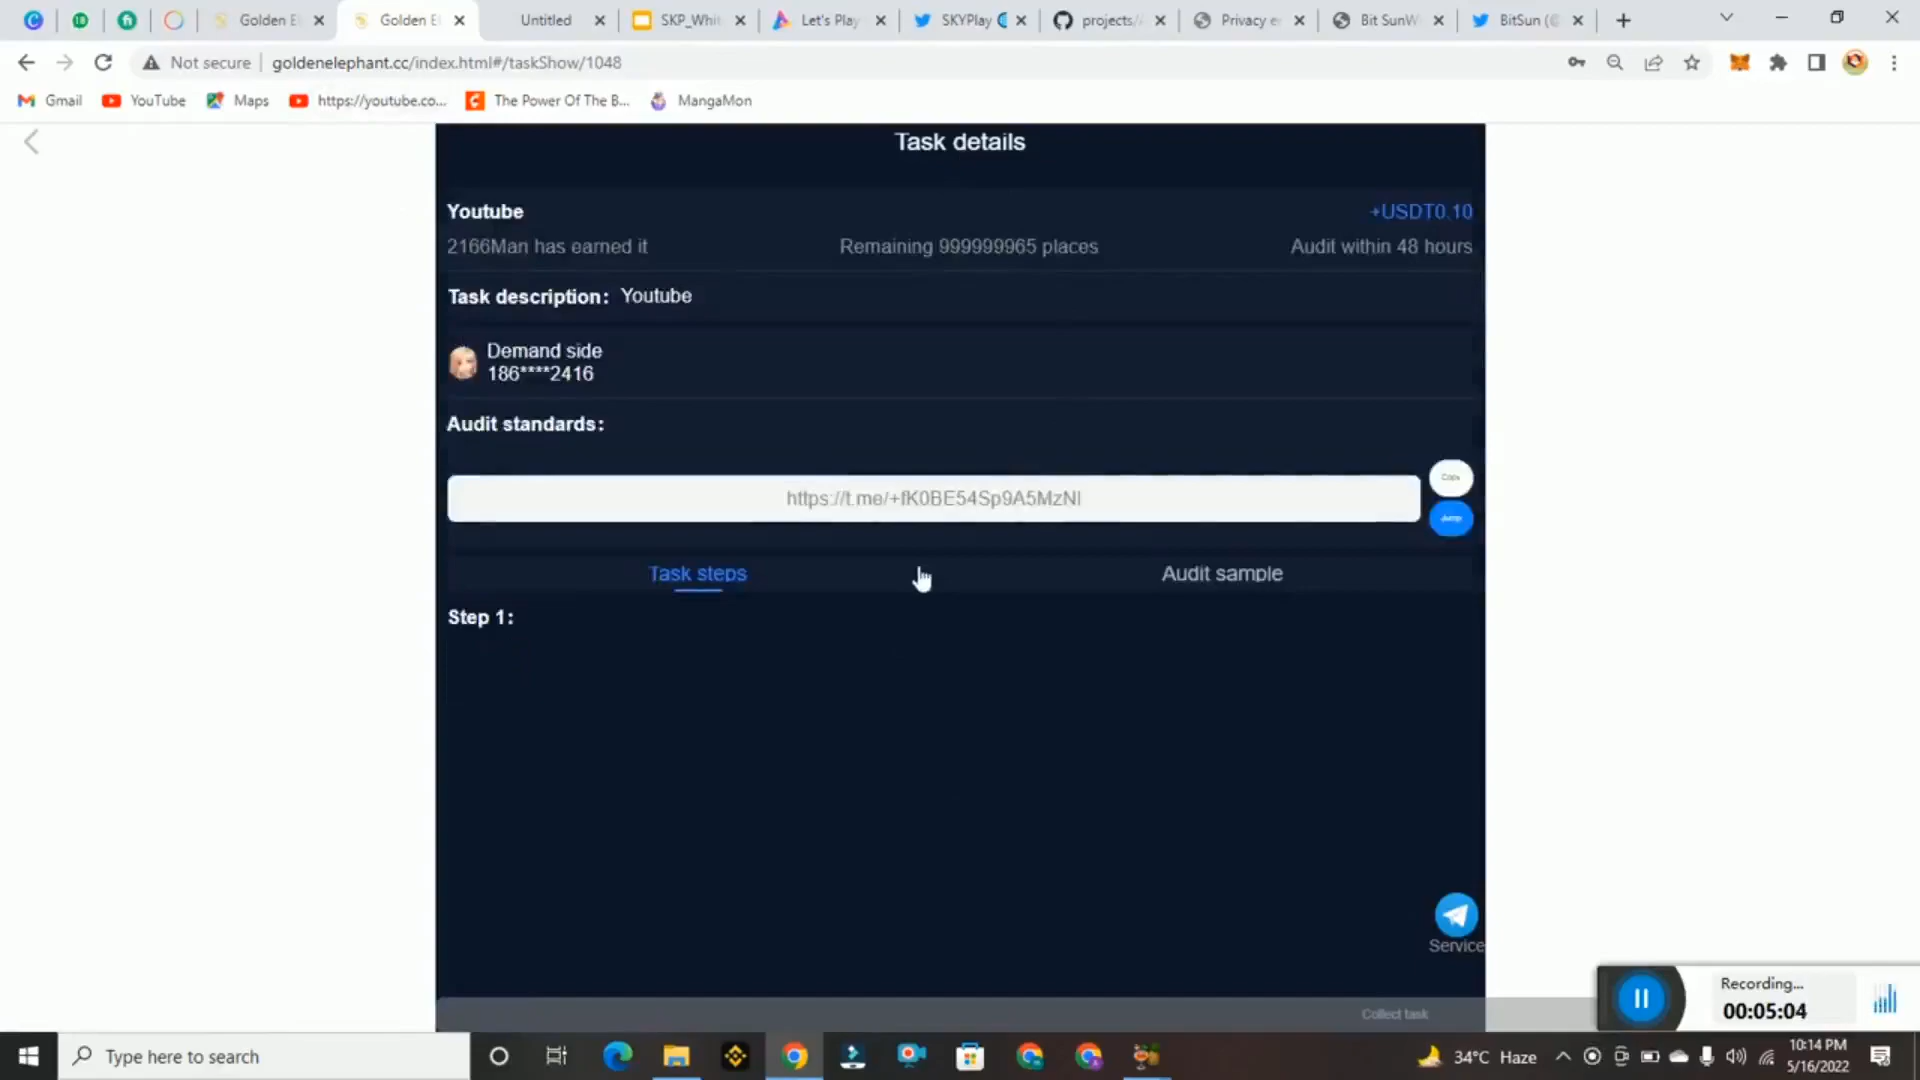 Golden El
Golden El
Untitled
SKP_Whit
Let's Play
SKYPlay
projects/
Privacy e
Bit SunW
BitSun (@
Not secure
goldenelephant.cc/index.html#/taskShow/1048
Gmail
YouTube
Maps
https://youtube.co...
The Power Of The B...
MangaMon
Task details
Youtube
+USDT0.10
2166Man has earned it
Remaining 999999965 places
Audit within 48 hours
Task description: Youtube
Demand side
186****2416
Audit standards:
https://t.me/+fK0BE54Sp9A5MzNl
Copy
Jump
Task steps
Audit sample
Step 1:
Service
Collect task
Recording...
00:05:04
Type here to search
34°C Haze
10:14 PM
5/16/2022